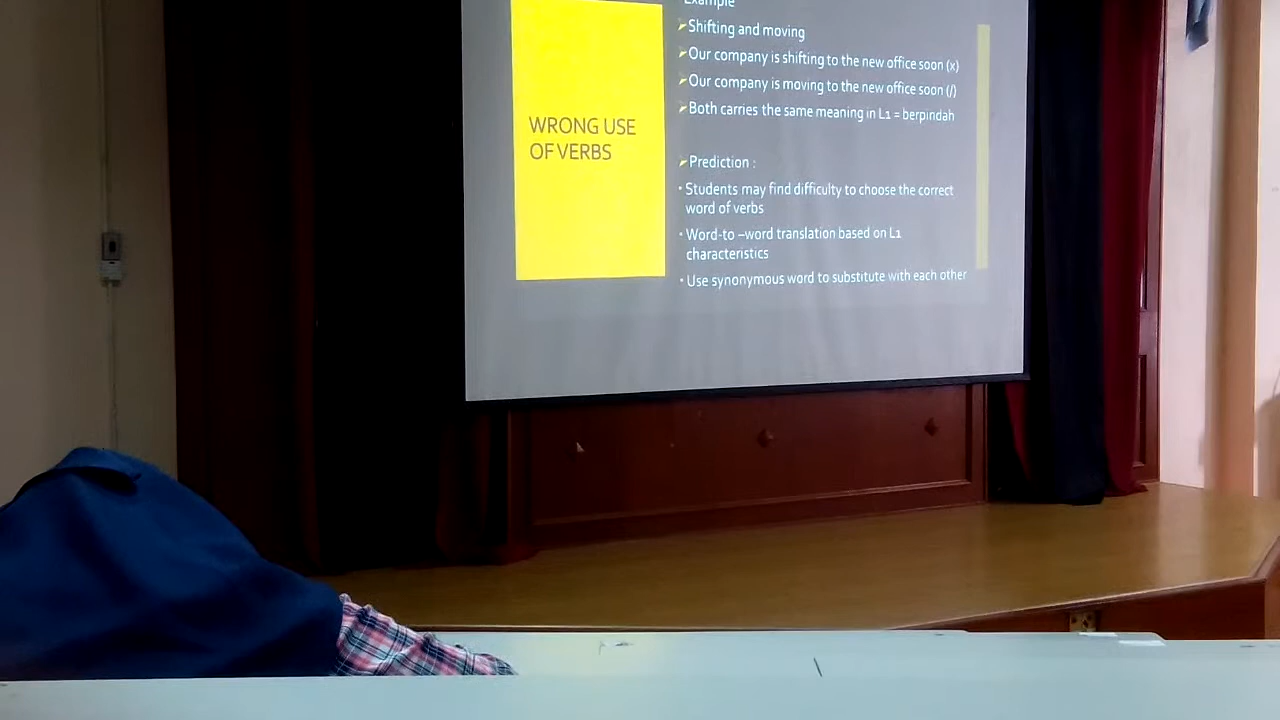 Example
Shifting and moving
Our company is shifting to the new office soon (x)
Our company is moving to the new office soon (/)
Both carries the same meaning in L1 = berpindah
WRONG USE
OF VERBS
Prediction :
Students may find difficulty to choose the correct
word of verbs
Word-to –word translation based on L1
characteristics
Use synonymous word to substitute with each other